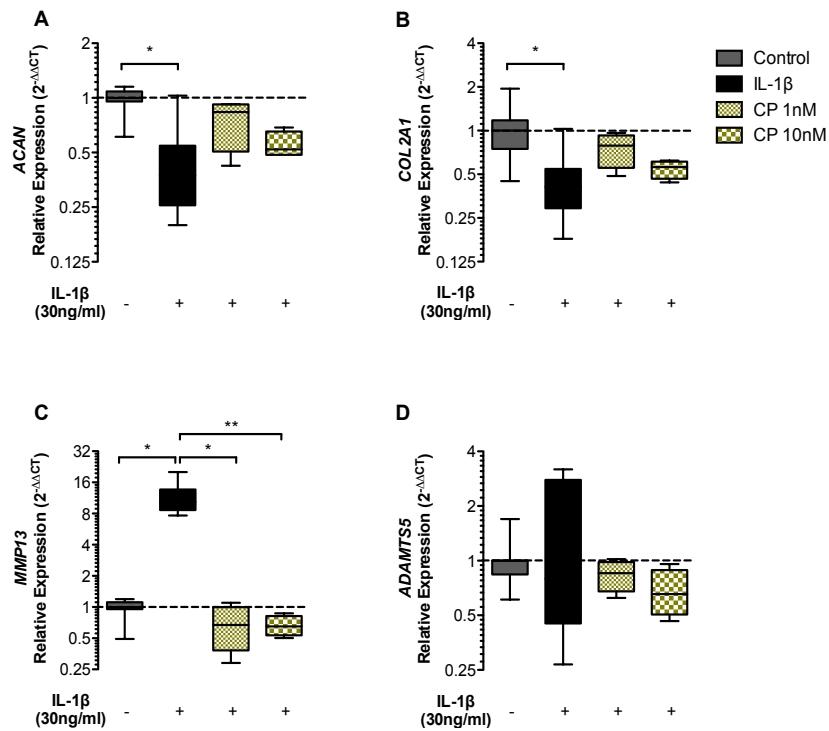 A
ACAN
Relative Expression (2-ΔΔCT)
2
1
0.5
0.25
0.125
*
IL-1β
(30ng/ml)
- + + +
B
COL2A1
Relative Expression (2-ΔΔCT)
4
2
1
0.5
0.25
0.125
*
IL-1β
(30ng/ml)
- + + +
Control
IL-1β
CP 1nM
CP 10nM
C
MMP13
Relative Expression (2-ΔΔCT)
32
16
8
4
2
1
0.5
0.25
**
* *
IL-1β
(30ng/ml)
- + + +
D
ADAMTS5
Relative Expression (2-ΔΔCT)
4
2
1
0.5
0.25
IL-1β
(30ng/ml)
- + + +